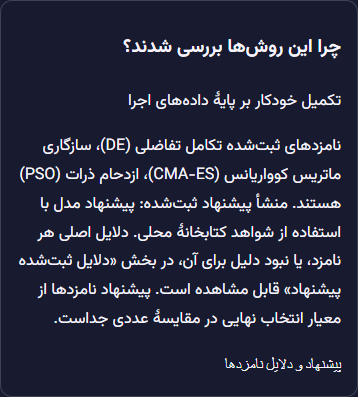 چرا این روش‌ها بررسی شدند؟
تکمیل خودکار بر پایهٔ داده‌های اجرا
نامزدهای ثبت‌شده تکامل تفاضلی (DE)، سازگاری
ماتریس کوواریانس (CMA-ES)، ازدحام ذرات (PSO)
هستند. منشأ پیشنهاد ثبت‌شده: پیشنهاد مدل با
استفاده از شواهد کتابخانهٔ محلی. دلایل اصلی هر
نامزد، یا نبود دلیل برای آن، در بخش «دلایل ثبت‌شده
پیشنهاد» قابل مشاهده است. پیشنهاد نامزدها از
معیار انتخاب نهایی در مقایسهٔ عددی جداست.
پیشنهاد و دلایل نامزدها